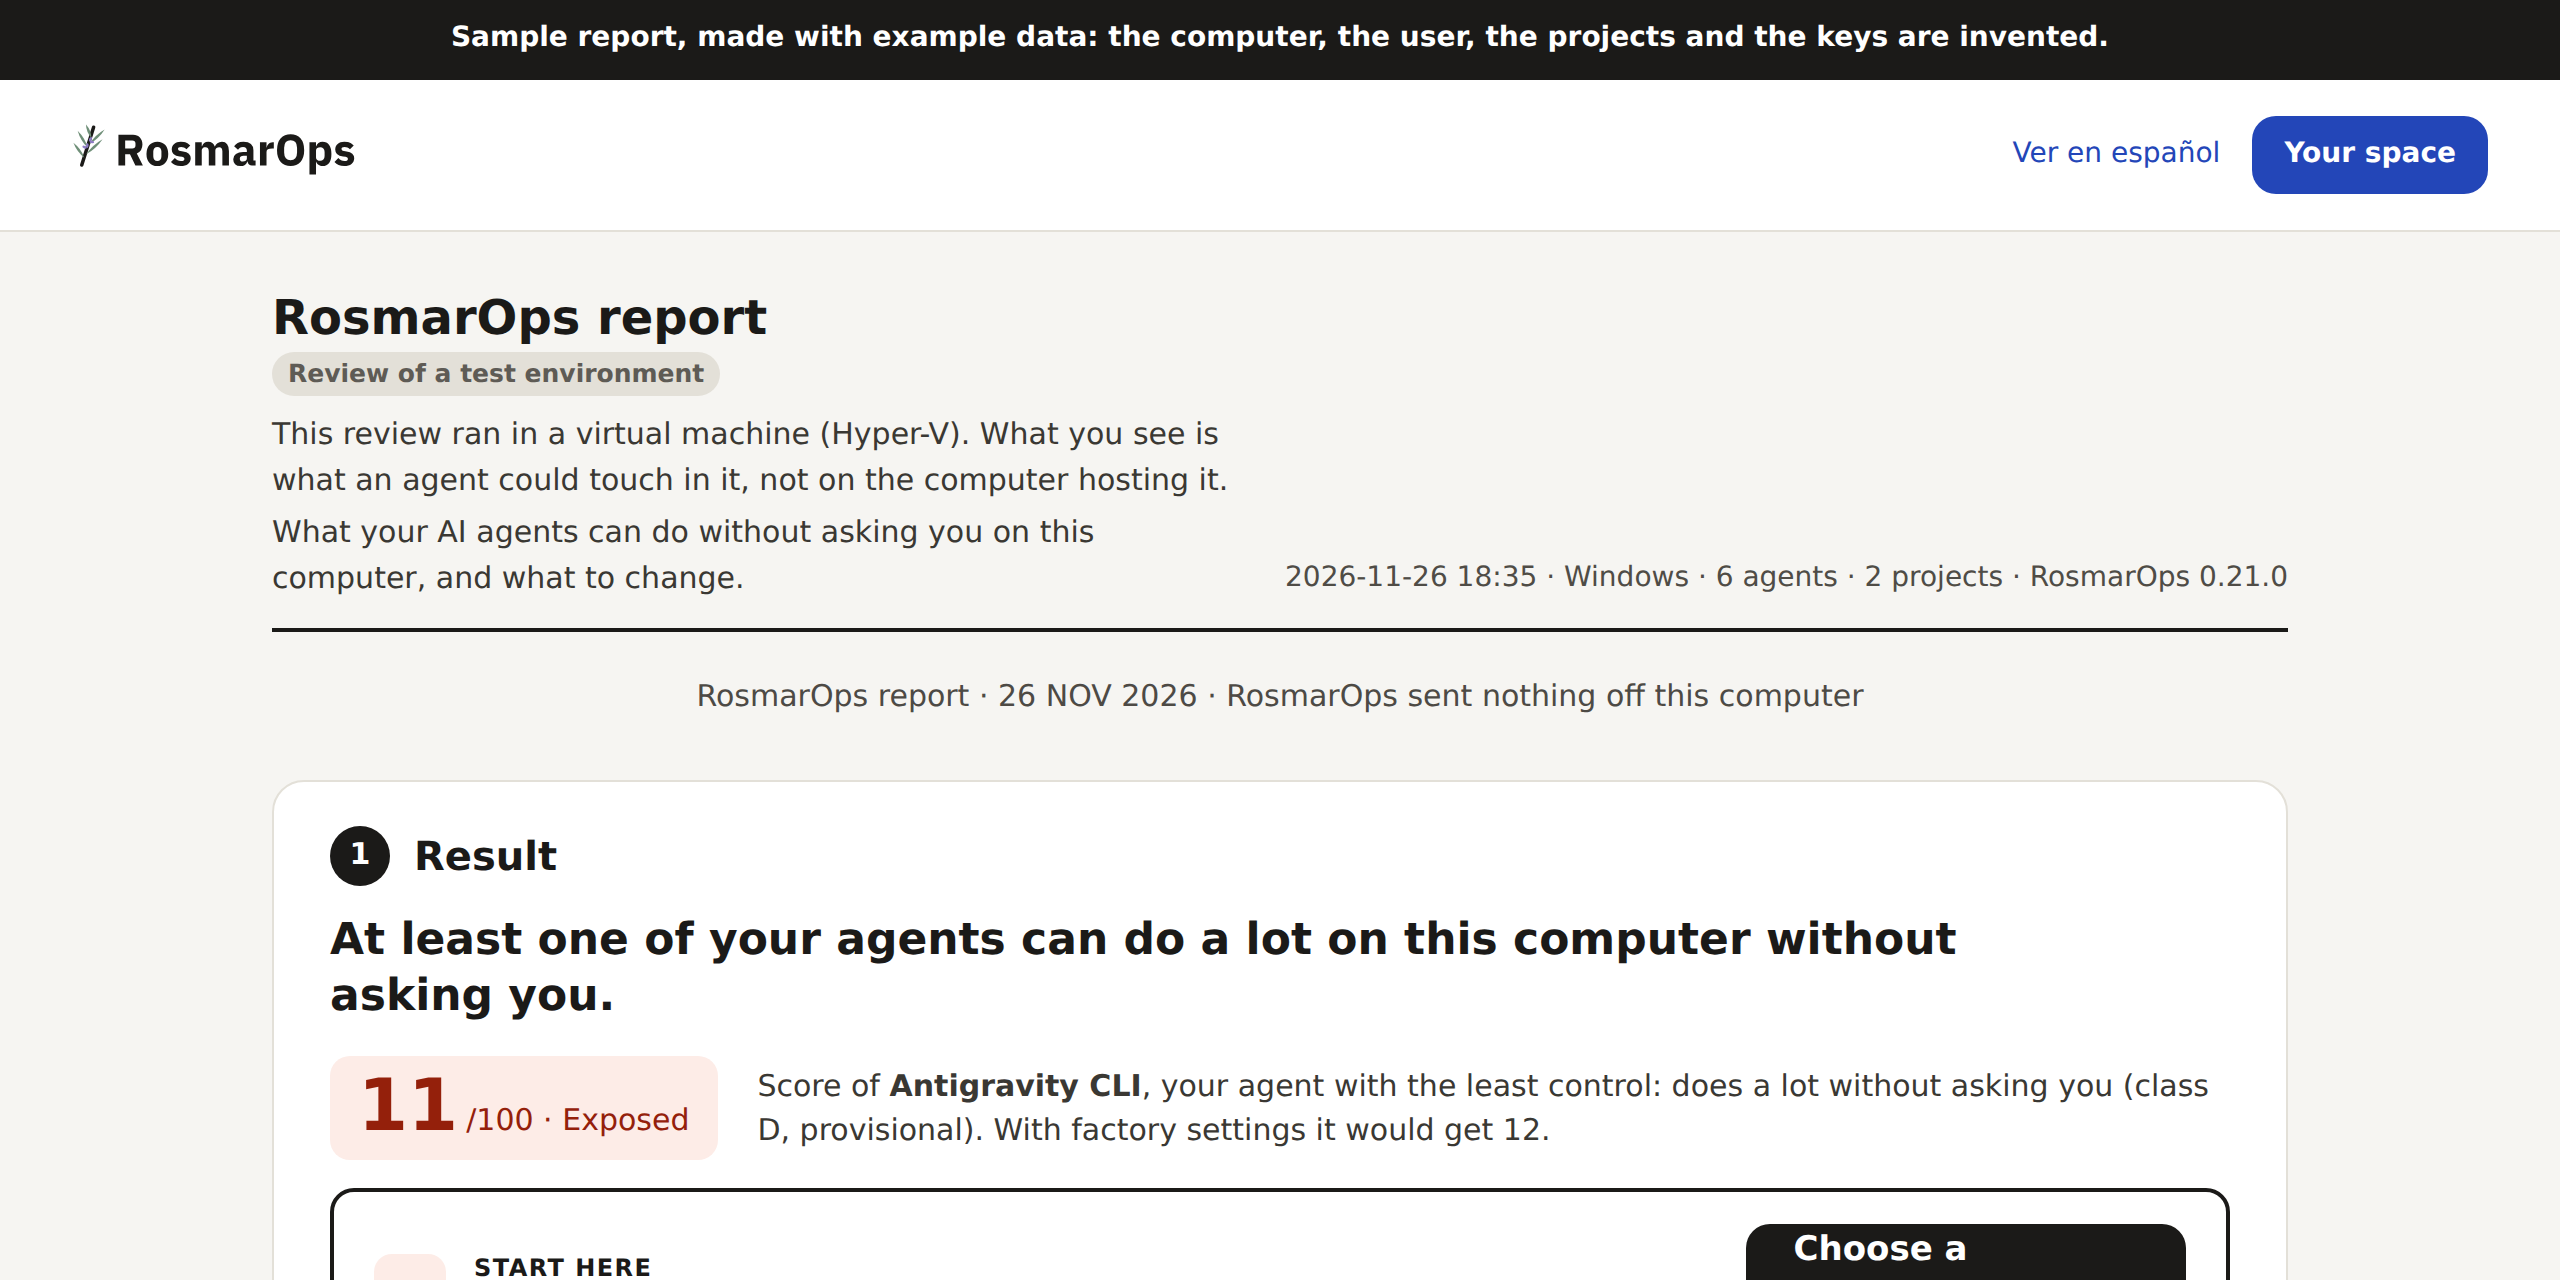 Sample report, made with example data: the computer, the user, the projects and the keys are invented.
RosmarOps
Ver en español
Your space
RosmarOps report
Review of a test environment
This review ran in a virtual machine (Hyper-V). What you see is
what an agent could touch in it, not on the computer hosting it.
What your AI agents can do without asking you on this
computer, and what to change.
2026-11-26 18:35 · Windows · 6 agents · 2 projects · RosmarOps 0.21.0
RosmarOps report · 26 NOV 2026 · RosmarOps sent nothing off this computer
1 Result
At least one of your agents can do a lot on this computer without
asking you.
11 /100 · Exposed
Score of Antigravity CLI, your agent with the least control: does a lot without asking you (class
D, provisional). With factory settings it would get 12.
START HERE
Choose a